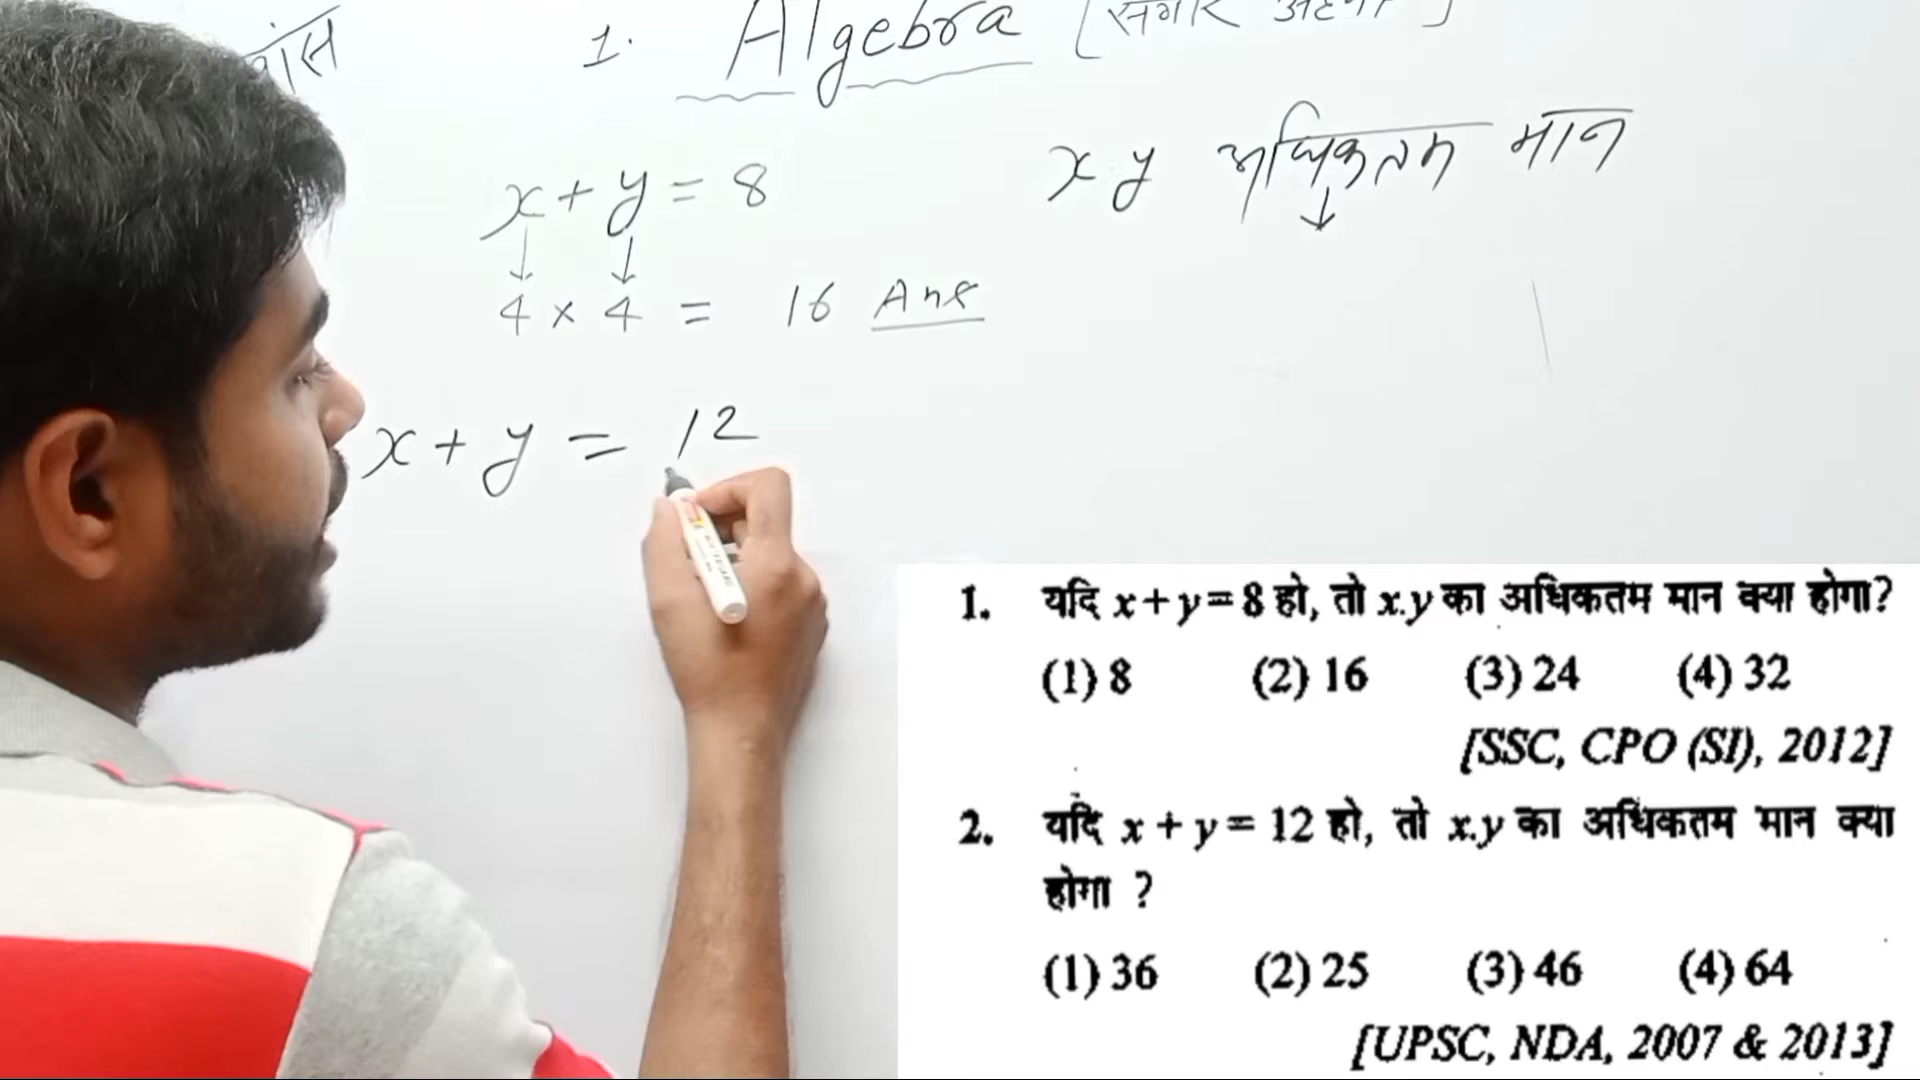 1. Algebra
x + y = 8
xy अधिकतम मान
4 × 4 = 16 Ans
x + y = 12
1. यदि x + y = 8 हो, तो x.y का अधिकतम मान क्या होगा?
(1) 8 (2) 16 (3) 24 (4) 32
[SSC, CPO (SI), 2012]
2. यदि x + y = 12 हो, तो x.y का अधिकतम मान क्या
होगा ?
(1) 36 (2) 25 (3) 46 (4) 64
[UPSC, NDA, 2007 & 2013]